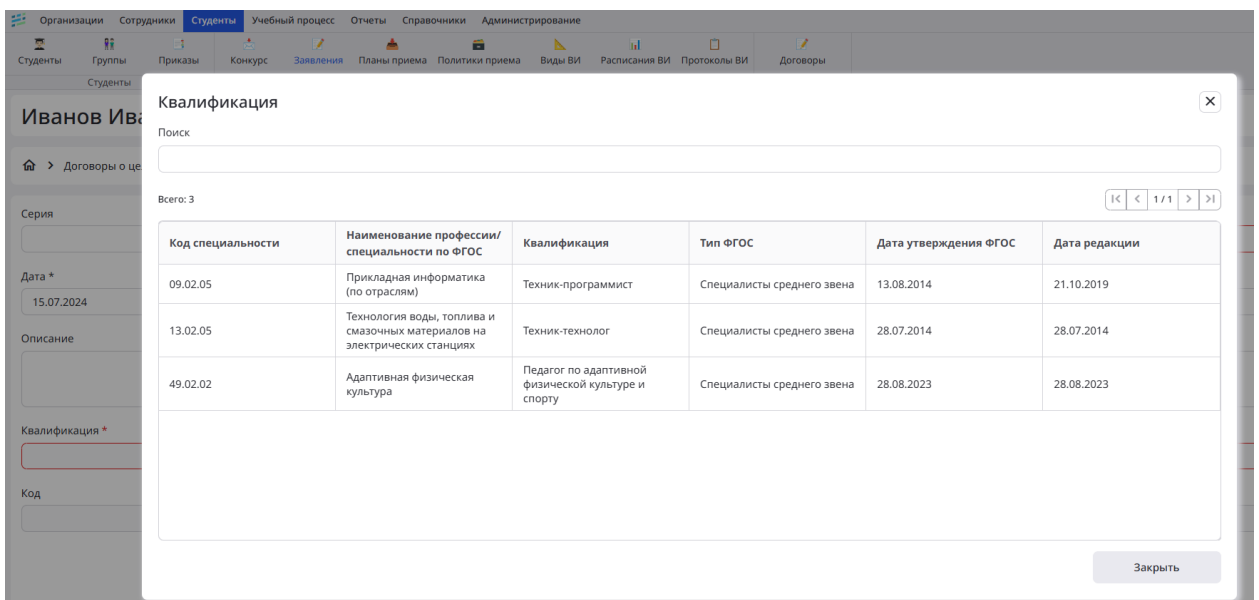 Организации Сотрудники Студенты Учебный процесс Отчеты Справочники Администрирование
Студенты Группы Приказы Конкурс Заявления Планы приема Политики приема Виды ВИ Расписания ВИ Протоколы ВИ Договоры
Студенты
Иванов Ива
Договоры о це
Серия
Дата *
15.07.2024
Описание
Квалификация *
Код
Квалификация
Поиск
Всего: 3
1 / 1
Код специальности Наименование профессии/ специальности по ФГОС Квалификация Тип ФГОС Дата утверждения ФГОС Дата редакции
09.02.05 Прикладная информатика (по отраслям) Техник-программист Специалисты среднего звена 13.08.2014 21.10.2019
13.02.05 Технология воды, топлива и смазочных материалов на электрических станциях Техник-технолог Специалисты среднего звена 28.07.2014 28.07.2014
49.02.02 Адаптивная физическая культура Педагог по адаптивной физической культуре и спорту Специалисты среднего звена 28.08.2023 28.08.2023
Закрыть